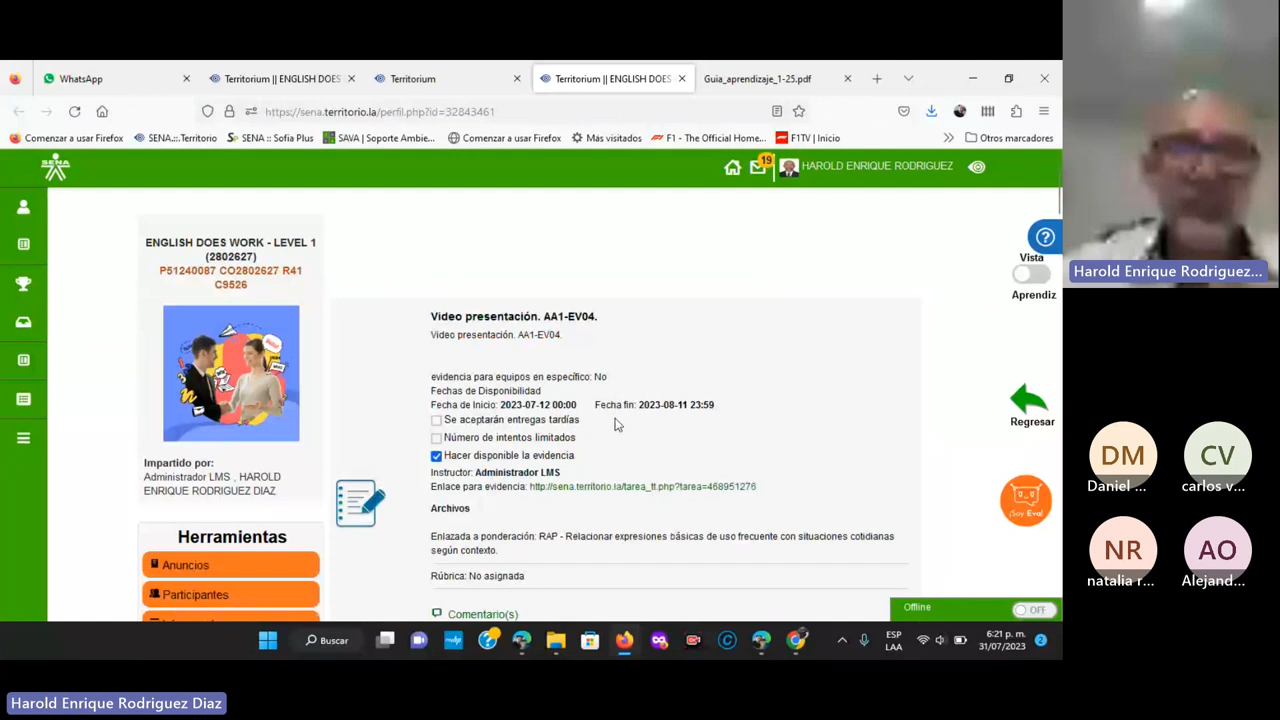 WhatsApp
Territorium || ENGLISH DOES
Territorium
Territorium || ENGLISH DOES
Guia_aprendizaje_1-25.pdf
https://sena.territorio.la/perfil.php?id=32843461
Comenzar a usar Firefox
SENA.::.Territorio
SENA :: Sofia Plus
SAVA | Soporte Ambie...
Comenzar a usar Firefox
Más visitados
F1 - The Official Home...
F1TV | Inicio
Otros marcadores
SENA
19
HAROLD ENRIQUE RODRIGUEZ
ENGLISH DOES WORK - LEVEL 1
(2802627)
P51240087 CO2802627 R41
C9526
Impartido por:
Administrador LMS , HAROLD
ENRIQUE RODRIGUEZ DIAZ
Herramientas
Anuncios
Participantes
Video presentación. AA1-EV04.
Video presentación. AA1-EV04.
evidencia para equipos en específico: No
Fechas de Disponibilidad
Fecha de Inicio: 2023-07-12 00:00 Fecha fin: 2023-08-11 23:59
Se aceptarán entregas tardías
Número de intentos limitados
Hacer disponible la evidencia
Instructor: Administrador LMS
Enlace para evidencia: http://sena.territorio.la/tarea_tt.php?tarea=468951276
Archivos
Enlazada a ponderación: RAP - Relacionar expresiones básicas de uso frecuente con situaciones cotidianas
según contexto.
Rúbrica: No asignada
Comentario(s)
Vista
Aprendiz
Regresar
¡Soy Eva!
Offline
OFF
Buscar
ESP
LAA
6:21 p. m.
31/07/2023
2
Harold Enrique Rodriguez...
DM
Daniel ...
CV
carlos v...
NR
natalia r...
AO
Alejand...
Harold Enrique Rodriguez Diaz